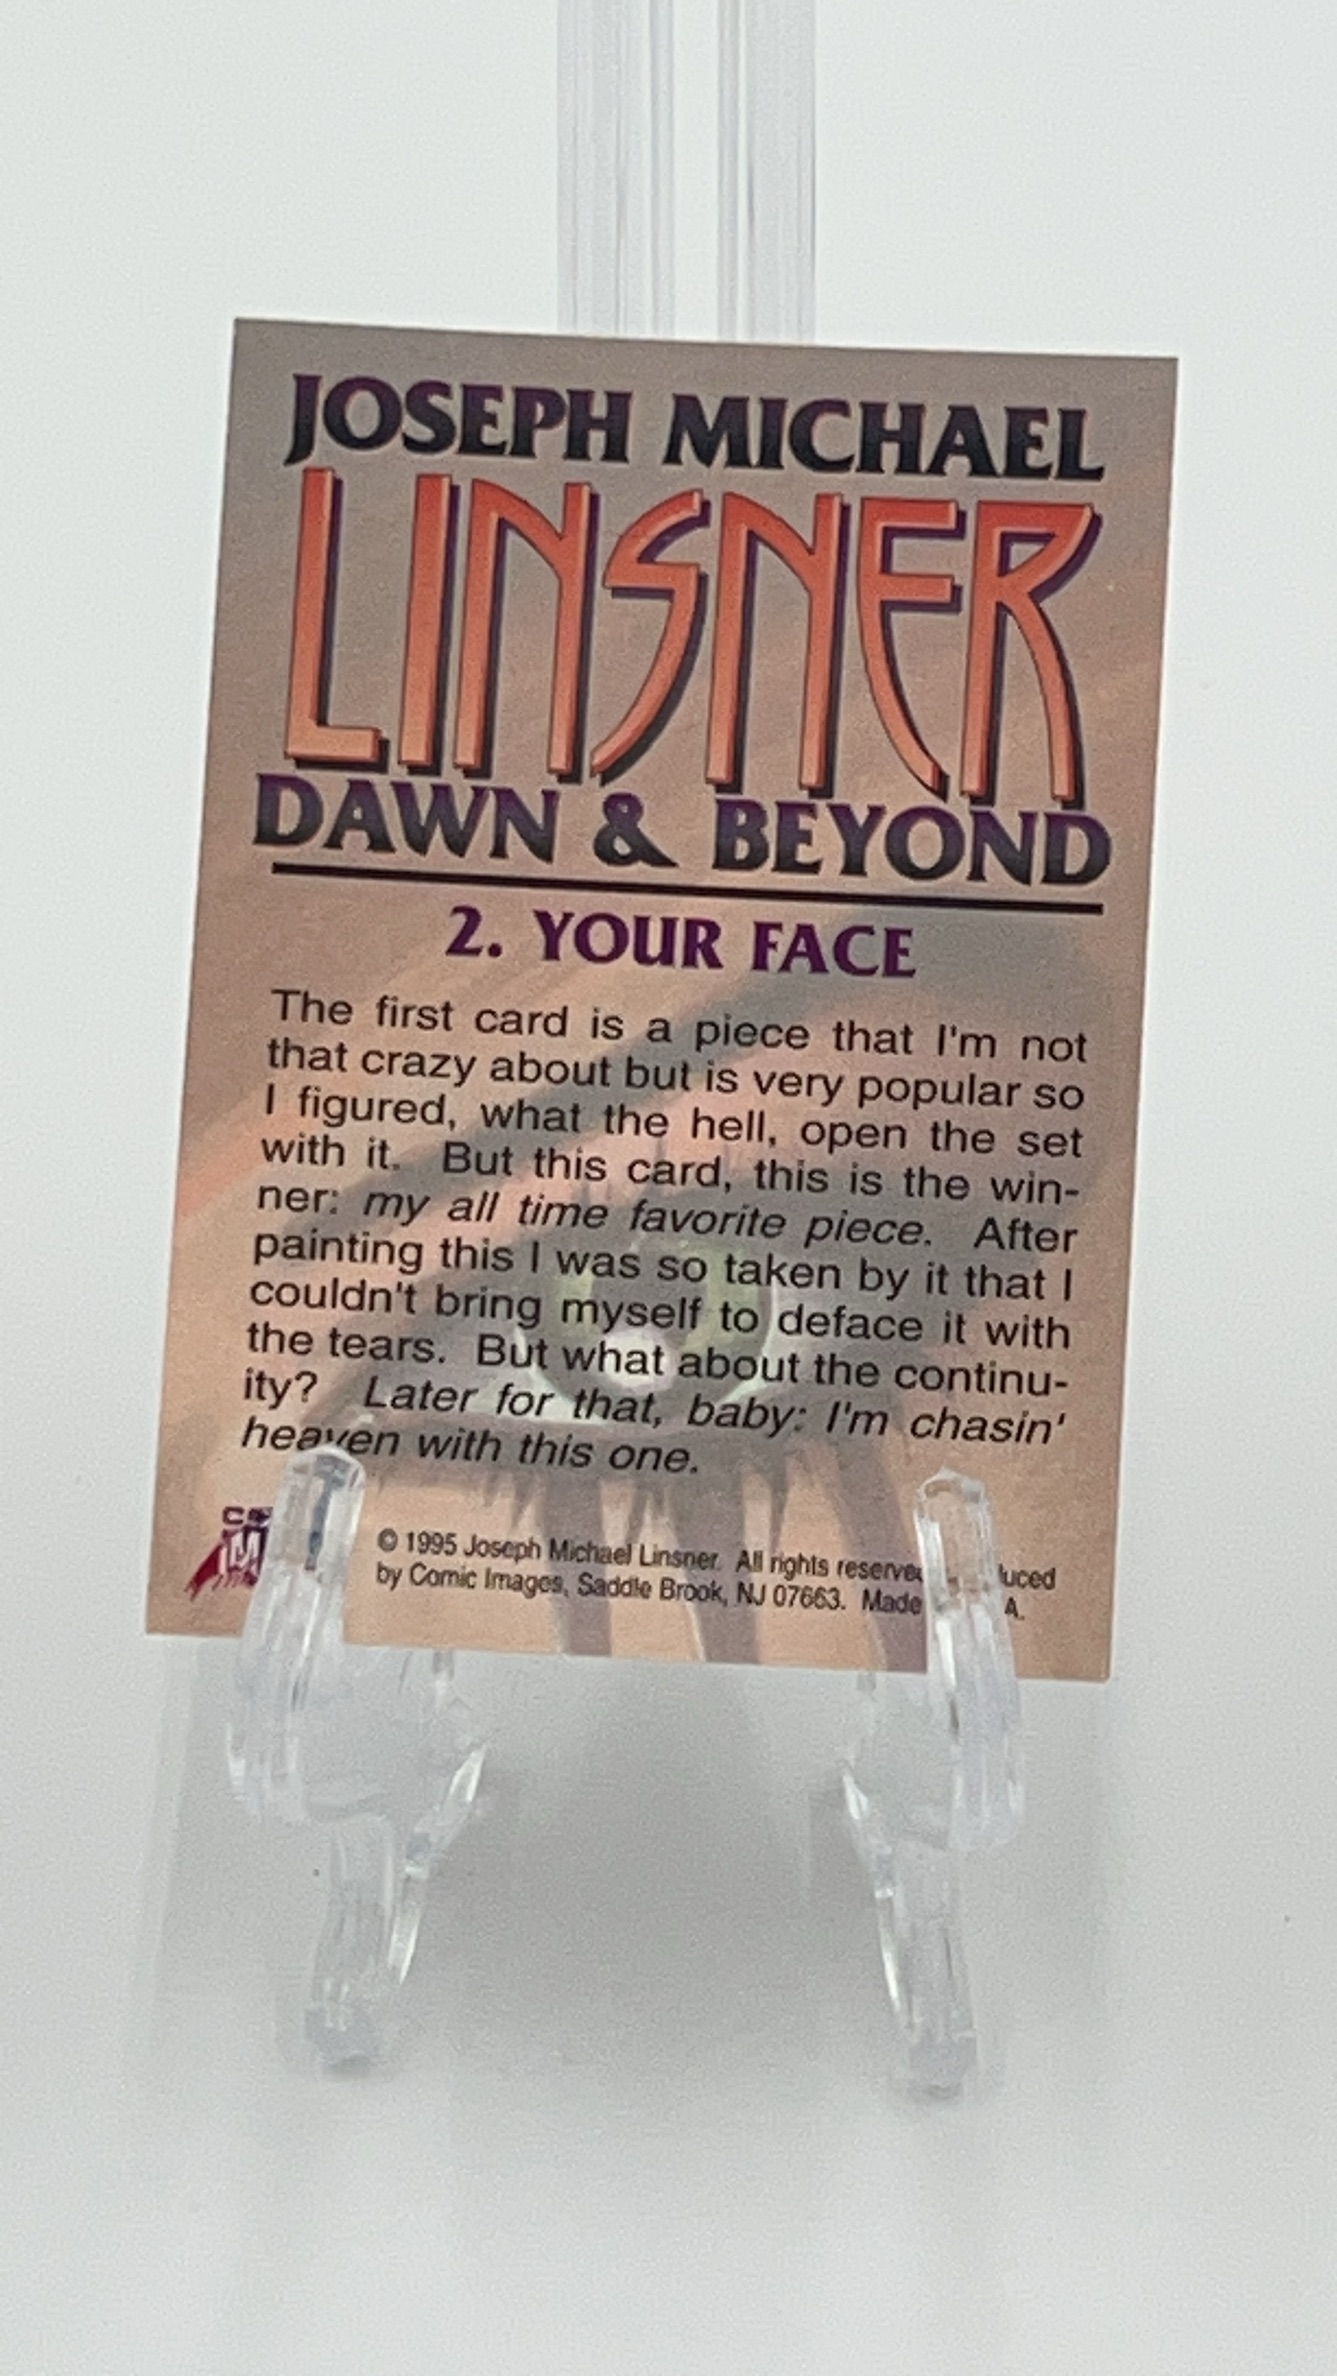 JOSEPH MICHAEL
LINSNER
DAWN & BEYOND
2. YOUR FACE
The first card is a piece that I'm not
that crazy about but is very popular so
I figured, what the hell, open the set
with it. But this card, this is the win-
ner: my all time favorite piece. After
painting this I was so taken by it that I
couldn't bring myself to deface it with
the tears. But what about the continu-
ity? Later for that, baby: I'm chasin'
heaven with this one.
© 1995 Joseph Michael Linsner. All rights
by Comic Images, Saddle Brook, NJ 07663. Made